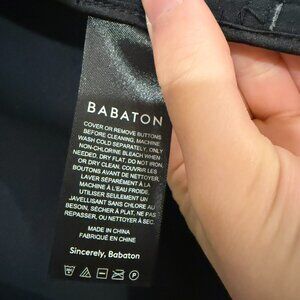 BABATON
COVER OR REMOVE BUTTONS
BEFORE CLEANING, MACHINE
WASH COLD SEPARATELY, ONLY
NON-CHLORINE BLEACH WHEN
NEEDED. DRY FLAT, DO NOT IRON,
OR DRY CLEAN. COUVREZ LES
BOUTONS AVANT DE NETTOYER,
LAVER SÉPARÉMENT À LA
MACHINE À L'EAU FROIDE,
UTILISER SEULEMENT UN
JAVELLISANT SANS CHLORE AU
BESOIN, SÉCHER À PLAT, NE PAS
REPASSER, OU NETTOYER À SEC.
MADE IN CHINA
FABRIQUÉ EN CHINE
Sincerely, Babaton
P